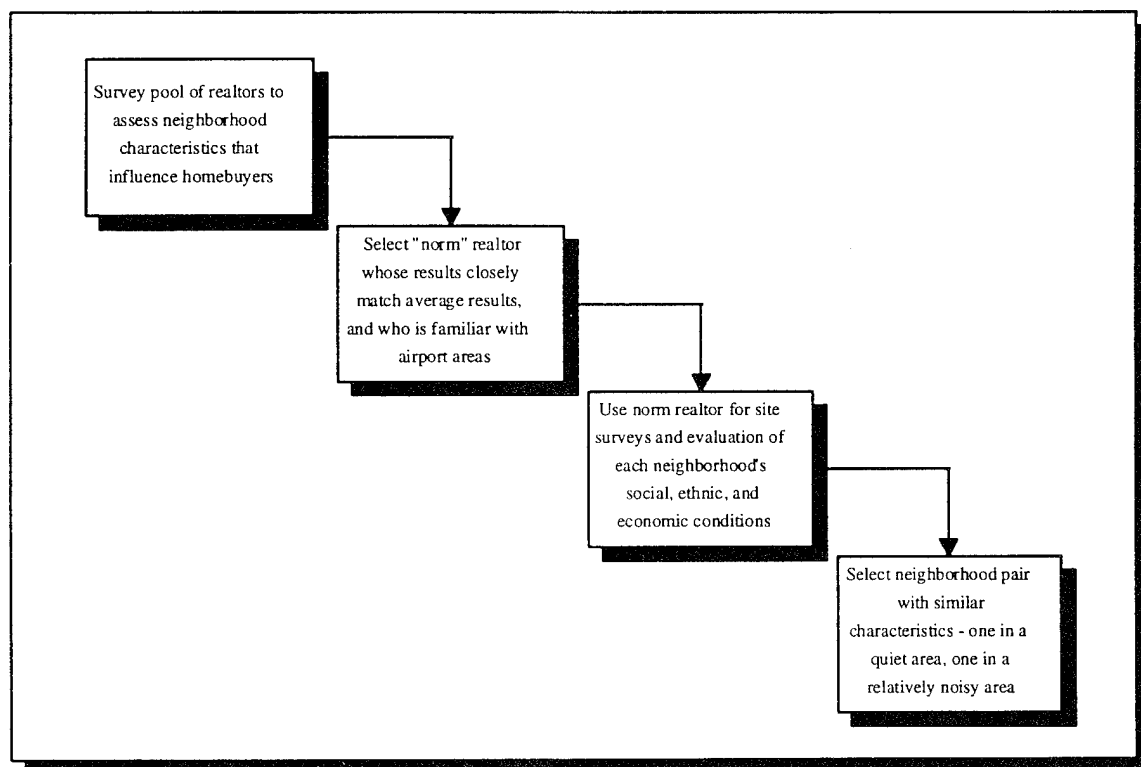 Survey pool of realtors to
assess neighborhood
characteristics that
influence homebuyers
Select "norm" realtor
whose results closely
match average results,
and who is familiar with
airport areas
Use norm realtor for site
surveys and evaluation of
each neighborhood's
social, ethnic, and
economic conditions
Select neighborhood pair
with similar
characteristics - one in a
quiet area, one in a
relatively noisy area